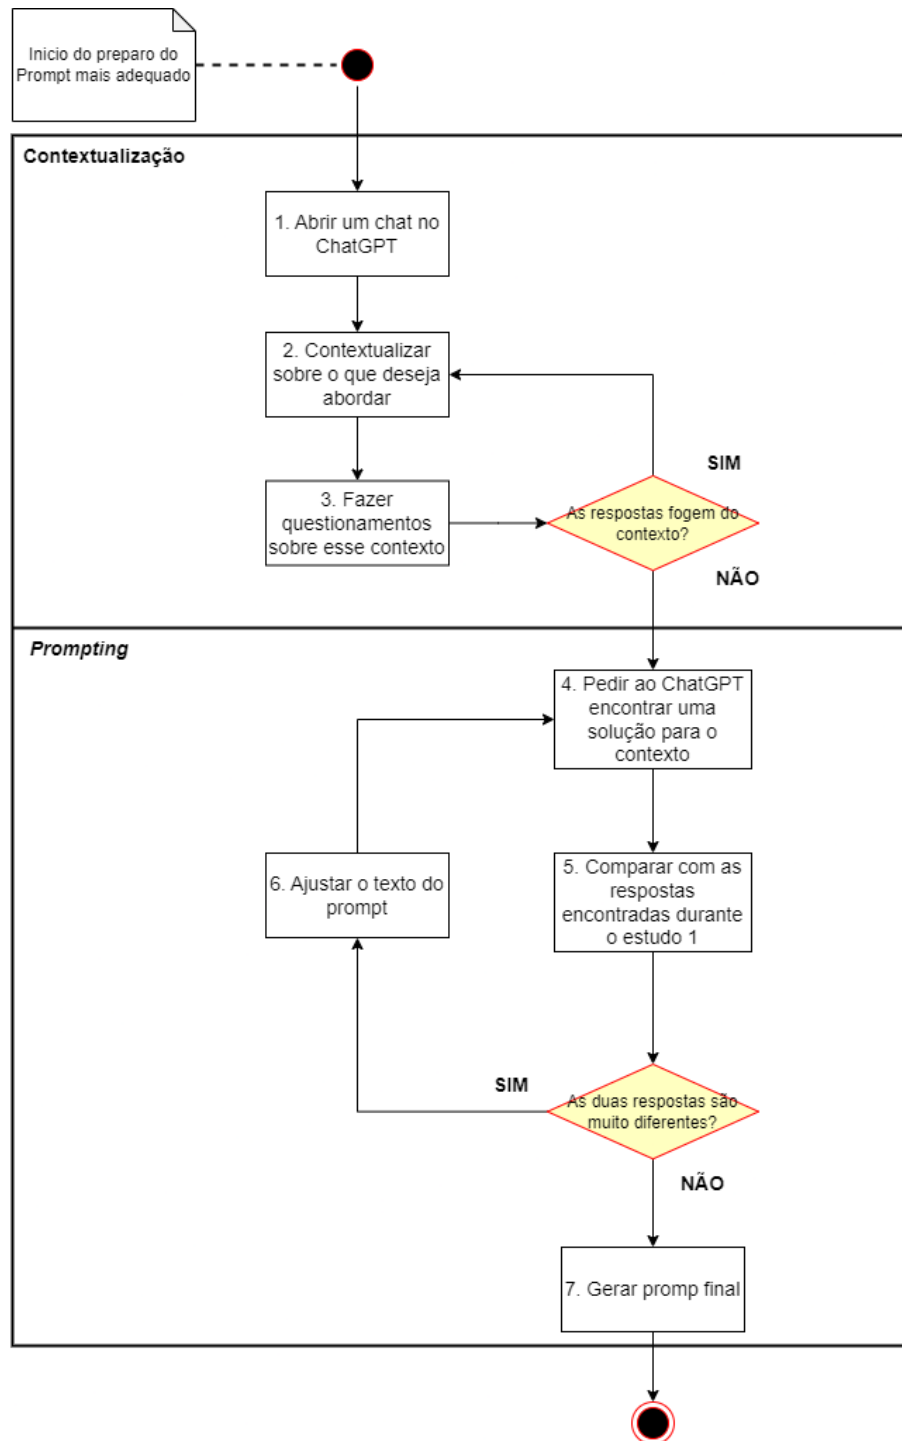 Inicio do preparo do
Prompt mais adequado
Contextualização
1. Abrir um chat no
ChatGPT
2. Contextualizar
sobre o que deseja
abordar
3. Fazer
questionamentos
sobre esse contexto
As respostas fogem do
contexto?
SIM
NÃO
Prompting
4. Pedir ao ChatGPT
encontrar uma
solução para o
contexto
5. Comparar com as
respostas
encontradas durante
o estudo 1
6. Ajustar o texto do
prompt
As duas respostas são
muito diferentes?
SIM
NÃO
7. Gerar promp final